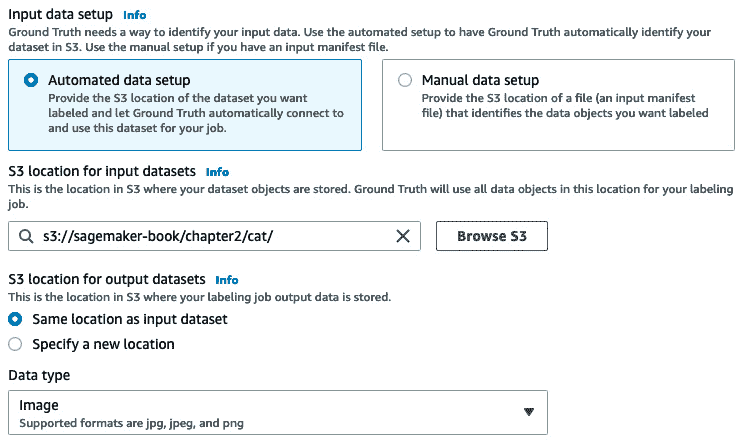 Input data setup Info
Ground Truth needs a way to identify your input data. Use the automated setup to have Ground Truth automatically identify your
dataset in S3. Use the manual setup if you have an input manifest file.
Automated data setup
Provide the S3 location of the dataset you want
labeled and let Ground Truth automatically connect to
and use this dataset for your job.
Manual data setup
Provide the S3 location of a file (an input manifest
file) that identifies the data objects you want labeled
S3 location for input datasets Info
This is the location in S3 where your dataset objects are stored. Ground Truth will use all data objects in this location for your labeling
job.
s3://sagemaker-book/chapter2/cat/
Browse S3
S3 location for output datasets Info
This is the location in S3 where your labeling job output data is stored.
Same location as input dataset
Specify a new location
Data type
Image
Supported formats are jpg, jpeg, and png